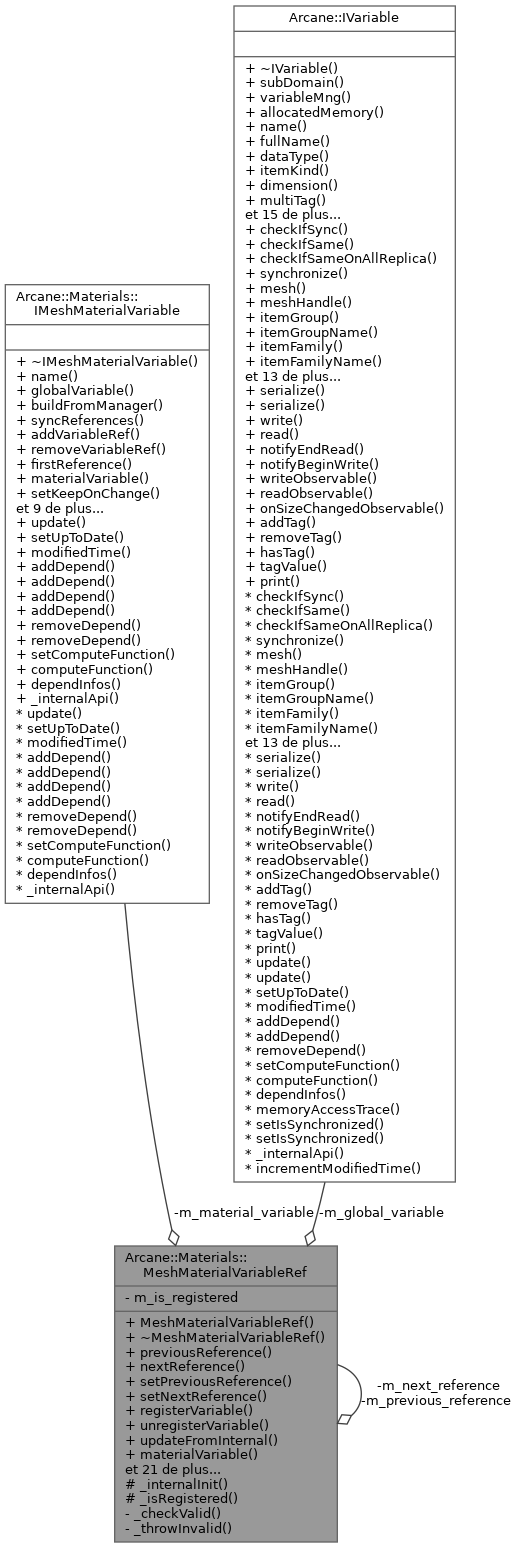 Arcane::IVariable
+ ~IVariable()
+ subDomain()
+ variableMng()
+ allocatedMemory()
+ name()
+ fullName()
+ dataType()
+ itemKind()
+ dimension()
+ multiTag()
et 15 de plus...
+ checkIfSync()
+ checkIfSame()
+ checkIfSameOnAllReplica()
+ synchronize()
+ mesh()
+ meshHandle()
+ itemGroup()
+ itemGroupName()
+ itemFamily()
+ itemFamilyName()
et 13 de plus...
+ serialize()
+ serialize()
+ write()
+ read()
+ notifyEndRead()
+ notifyBeginWrite()
+ writeObservable()
+ readObservable()
+ onSizeChangedObservable()
+ addTag()
+ removeTag()
+ hasTag()
+ tagValue()
+ print()
* checkIfSync()
* checkIfSame()
* checkIfSameOnAllReplica()
* synchronize()
* mesh()
* meshHandle()
* itemGroup()
* itemGroupName()
* itemFamily()
* itemFamilyName()
et 13 de plus...
* serialize()
* serialize()
* write()
* read()
* notifyEndRead()
* notifyBeginWrite()
* writeObservable()
* readObservable()
* onSizeChangedObservable()
* addTag()
* removeTag()
* hasTag()
* tagValue()
* print()
* update()
* update()
* setUpToDate()
* modifiedTime()
* addDepend()
* addDepend()
* removeDepend()
* setComputeFunction()
* computeFunction()
* dependInfos()
* memoryAccessTrace()
* setIsSynchronized()
* setIsSynchronized()
* _internalApi()
* incrementModifiedTime()
Arcane::Materials::
IMeshMaterialVariable
+ ~IMeshMaterialVariable()
+ name()
+ globalVariable()
+ buildFromManager()
+ syncReferences()
+ addVariableRef()
+ removeVariableRef()
+ firstReference()
+ materialVariable()
+ setKeepOnChange()
et 9 de plus...
+ update()
+ setUpToDate()
+ modifiedTime()
+ addDepend()
+ addDepend()
+ addDepend()
+ addDepend()
+ removeDepend()
+ removeDepend()
+ setComputeFunction()
+ computeFunction()
+ dependInfos()
+ _internalApi()
* update()
* setUpToDate()
* modifiedTime()
* addDepend()
* addDepend()
* addDepend()
* addDepend()
* removeDepend()
* removeDepend()
* setComputeFunction()
* computeFunction()
* dependInfos()
* _internalApi()
-m_material_variable
-m_global_variable
Arcane::Materials::
MeshMaterialVariableRef
- m_is_registered
+ MeshMaterialVariableRef()
+ ~MeshMaterialVariableRef()
+ previousReference()
+ nextReference()
+ setPreviousReference()
+ setNextReference()
+ registerVariable()
+ unregisterVariable()
+ updateFromInternal()
+ materialVariable()
et 21 de plus...
# _internalInit()
# _isRegistered()
- _checkValid()
- _throwInvalid()
-m_next_reference
-m_previous_reference